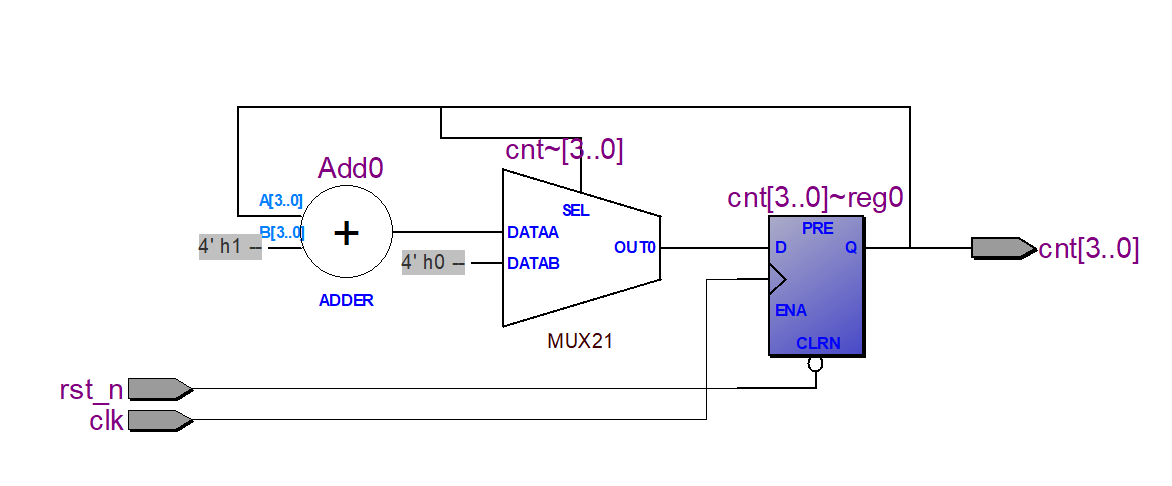 cnt~[3..0]
Add0
cnt[3..0]~reg0
A[3..0]
SEL
PRE
B[3..0]
+
DATAA
4' h1 --
OUT0
D
Q
cnt[3..0]
4' h0 --
DATAB
ADDER
ENA
MUX21
CLRN
rst_n
clk